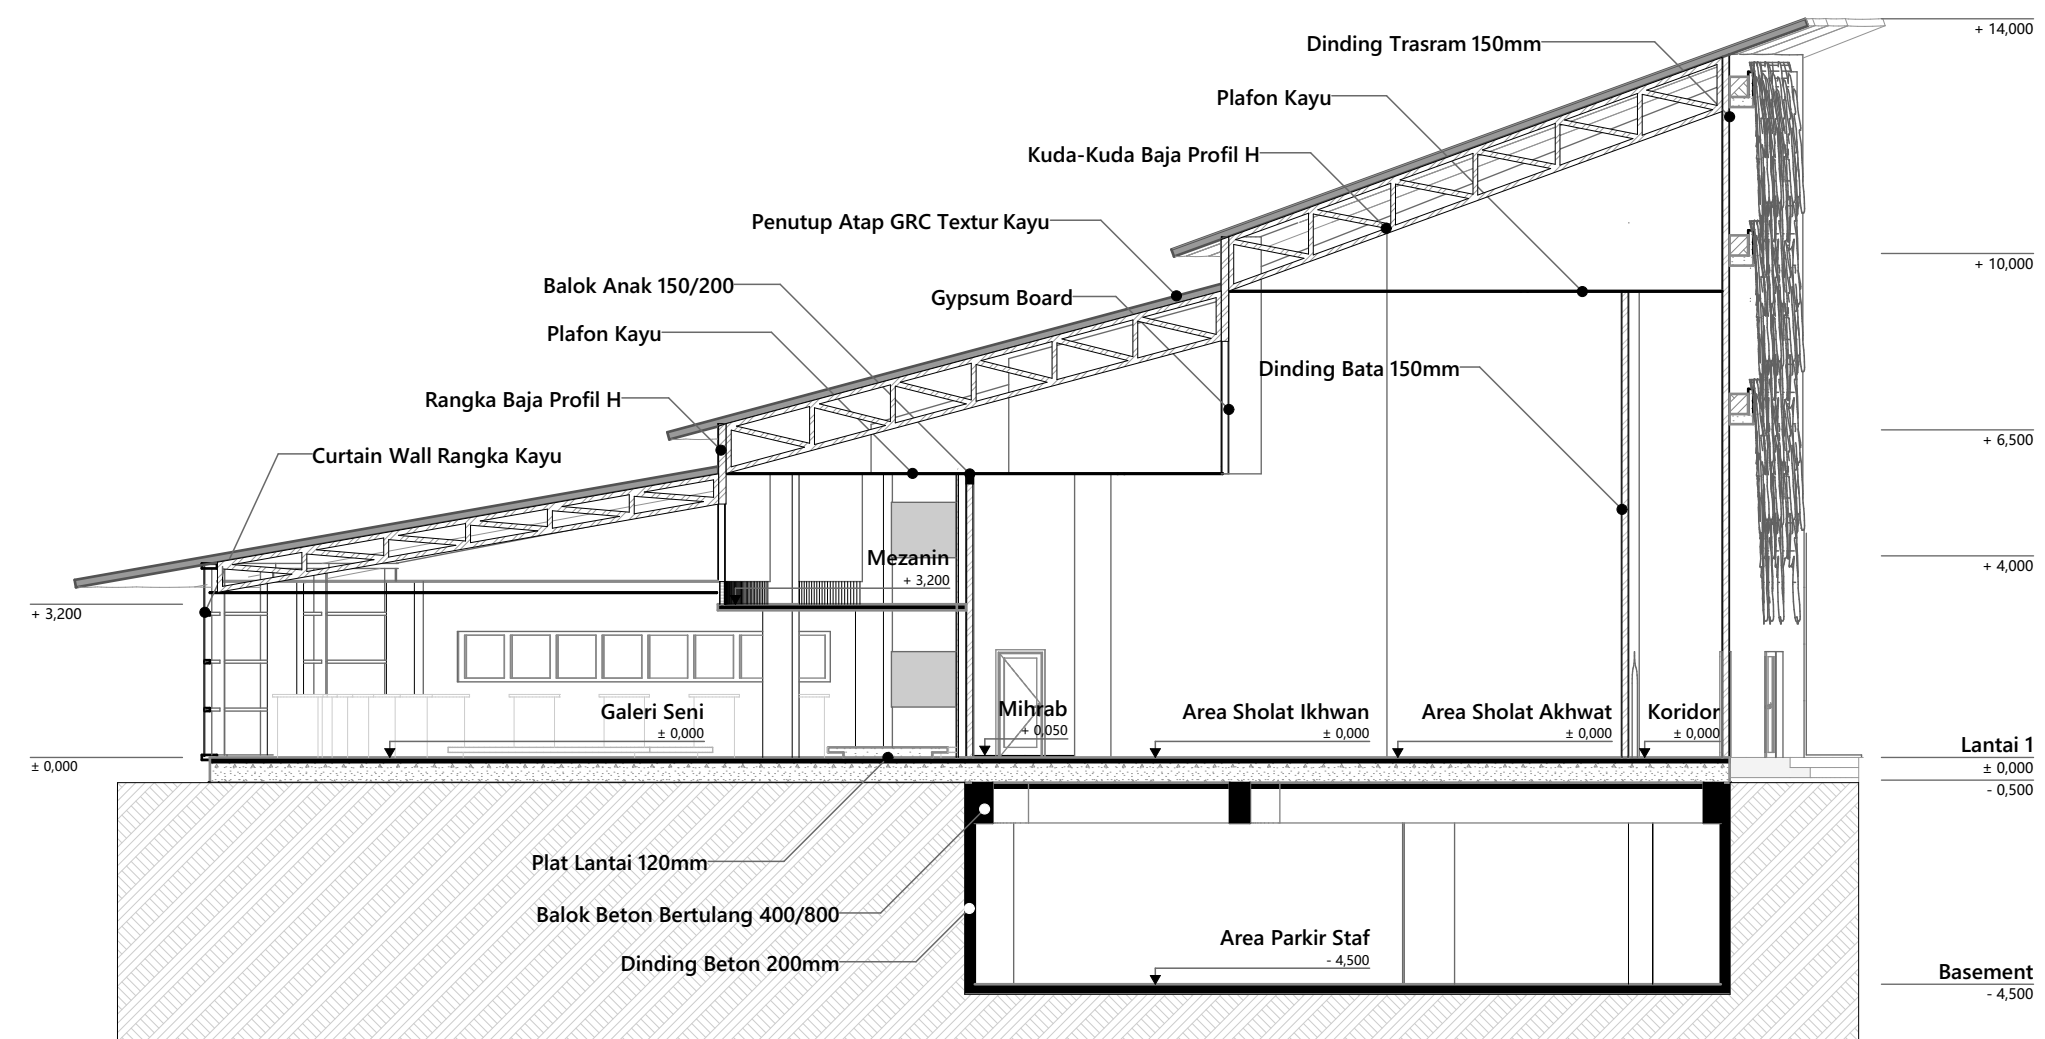 + 14,000
Dinding Trasram 150mm
Plafon Kayu
Kuda-Kuda Baja Profil H
Penutup Atap GRC Textur Kayu
+ 10,000
Balok Anak 150/200
Gypsum Board
Plafon Kayu
Dinding Bata 150mm
Rangka Baja Profil H
+ 6,500
Curtain Wall Rangka Kayu
Mezanin
+ 3,200
+ 4,000
+ 3,200
Galeri Seni
± 0,000
Mihrab
+ 0,050
Area Sholat Ikhwan
± 0,000
Area Sholat Akhwat
± 0,000
Koridor
± 0,000
Lantai 1
± 0,000
- 0,500
± 0,000
Plat Lantai 120mm
Balok Beton Bertulang 400/800
Dinding Beton 200mm
Area Parkir Staf
- 4,500
Basement
- 4,500